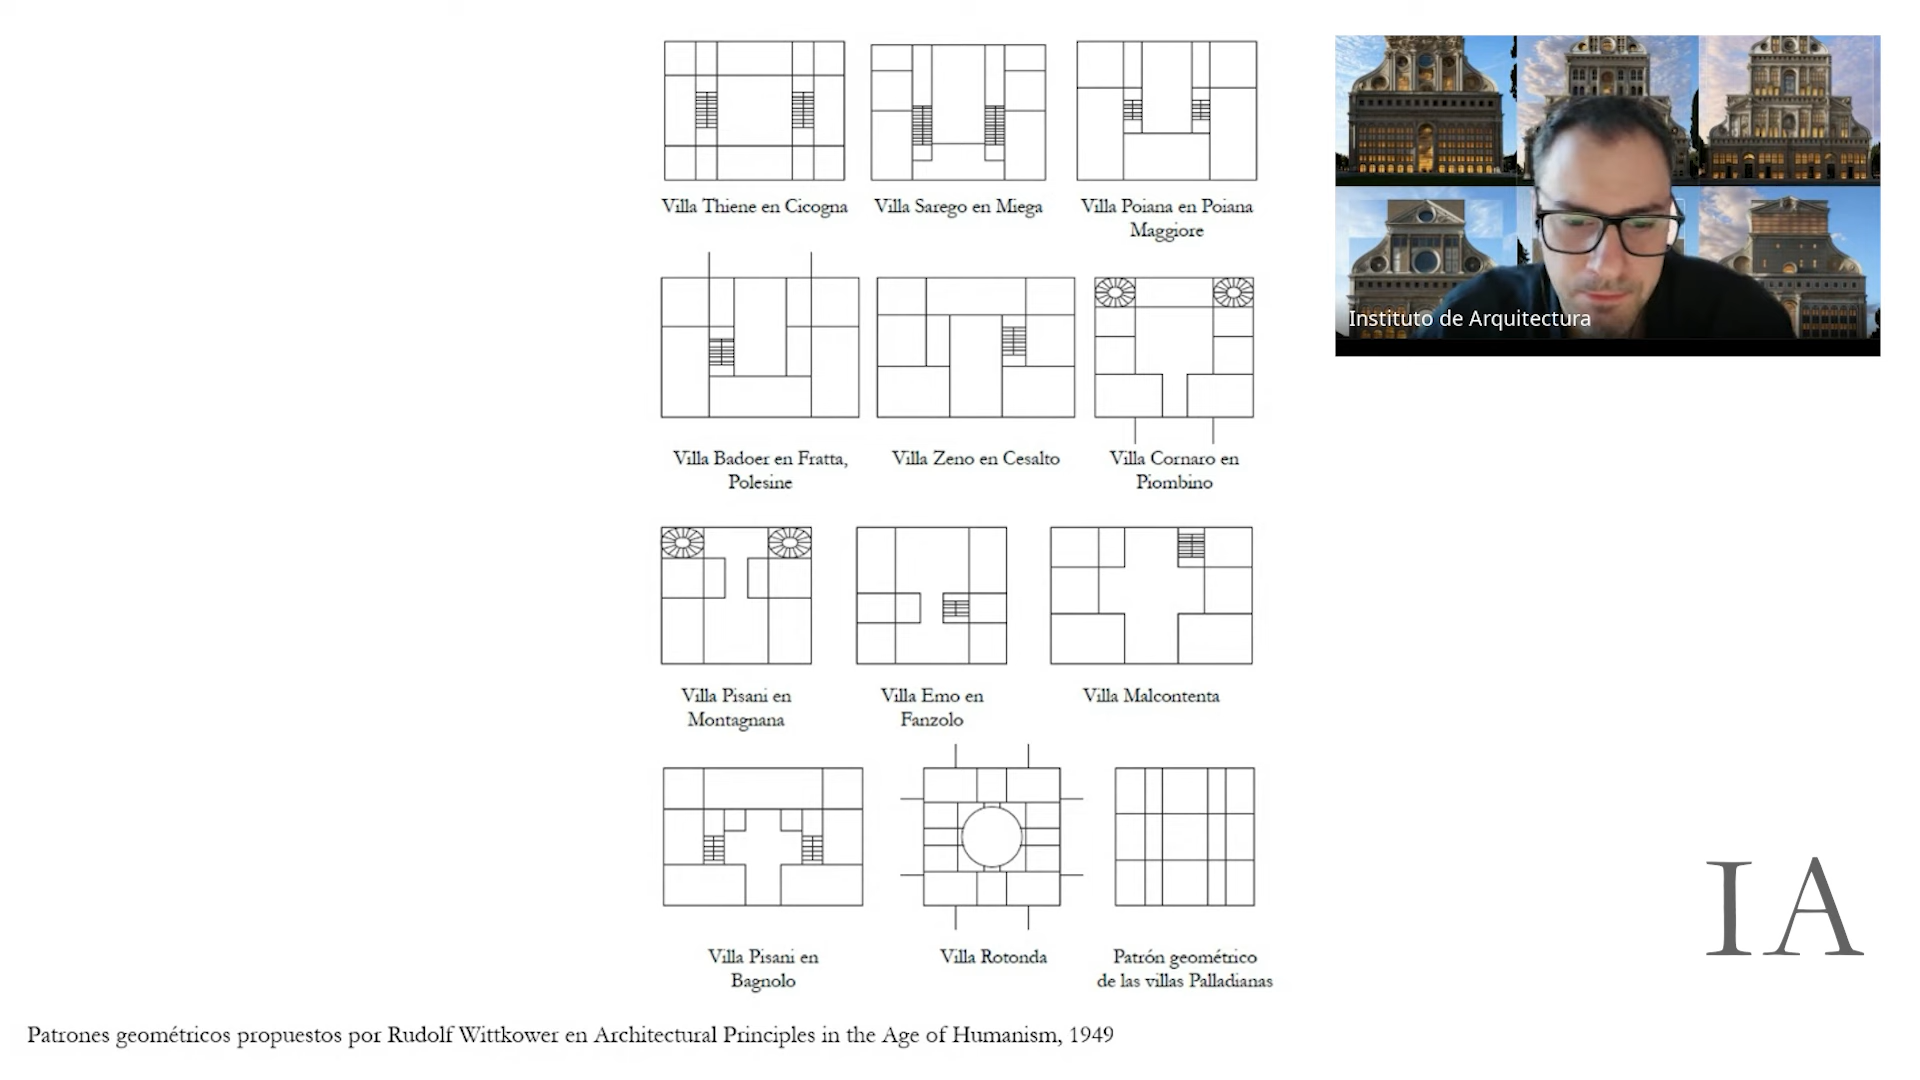 Villa Thiene en Cicogna
Villa Sarego en Miega
Villa Poiana en Poiana
Maggiore
Villa Badoer en Fratta,
Polesine
Villa Zeno en Cesalto
Villa Cornaro en
Piombino
Villa Pisani en
Montagnana
Villa Emo en
Fanzolo
Villa Malcontenta
Villa Pisani en
Bagnolo
Villa Rotonda
Patrón geométrico
de las villas Palladianas
Patrones geométricos propuestos por Rudolf Wittkower en Architectural Principles in the Age of Humanism, 1949
Instituto de Arquitectura
IA